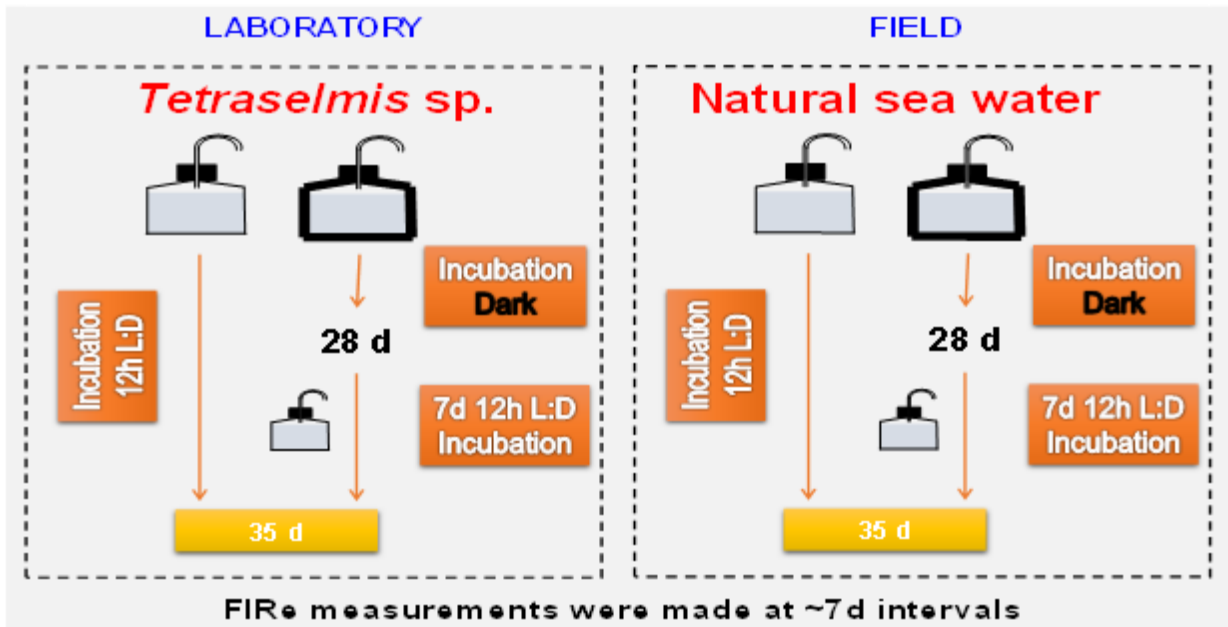 LABORATORY
FIELD
Tetraselmis sp.
Natural sea water
Incubation
12h L:D
Incubation
Dark
28 d
7d 12h L:D
Incubation
35 d
Incubation
12h L:D
Incubation
Dark
28 d
7d 12h L:D
Incubation
35 d
FIRe measurements were made at ~7d intervals